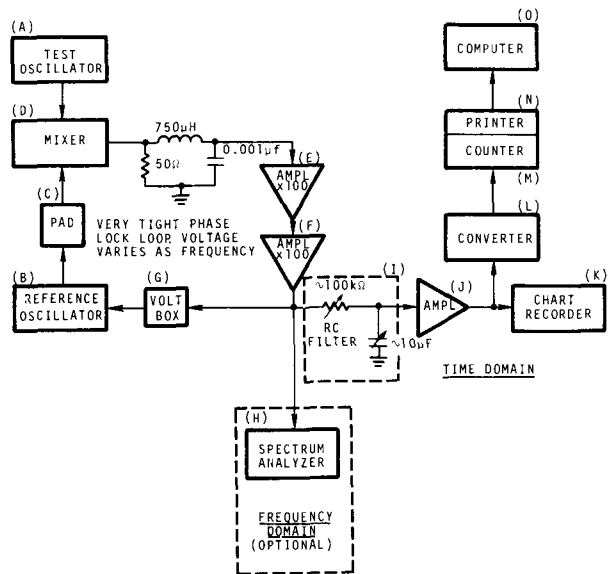 (A)
TEST
OSCILLATOR
(D)
MIXER
750μH
50Ω
0.001μf
(E)
AMPL
x100
(C)
PAD
VERY TIGHT PHASE
LOCK LOOP VOLTAGE
VARIES AS FREQUENCY
(F)
AMPL
x100
(B)
REFERENCE
OSCILLATOR
(G)
VOLT
BOX
(I)
~100kΩ
RC
FILTER
~10μF
(J)
AMPL
(K)
CHART
RECORDER
TIME DOMAIN
(L)
CONVERTER
(M)
(N)
PRINTER
COUNTER
(O)
COMPUTER
(H)
SPECTRUM
ANALYZER
FREQUENCY
DOMAIN
(OPTIONAL)